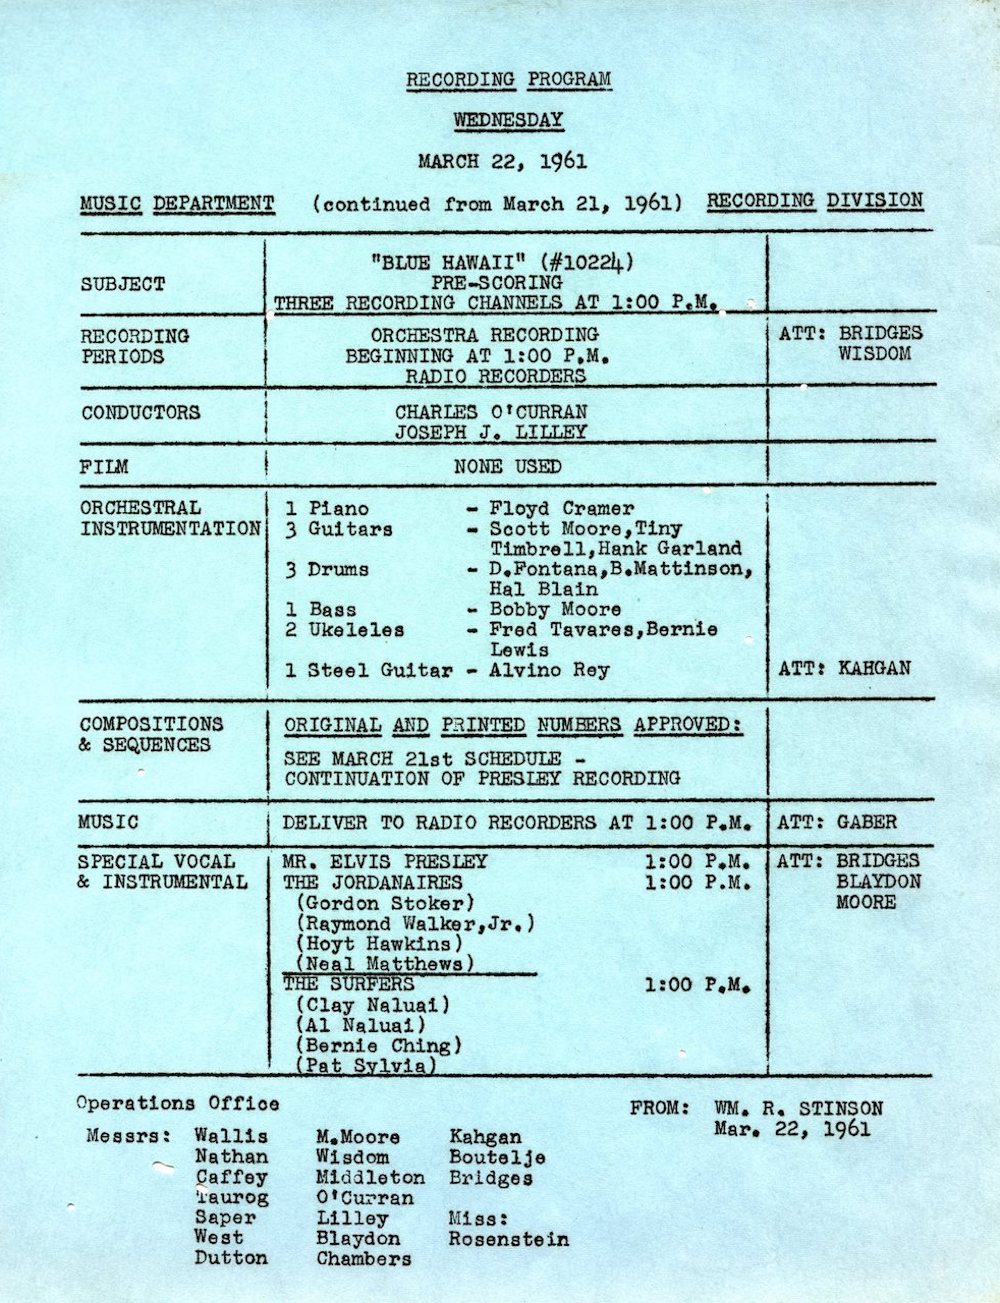 RECORDING PROGRAM
WEDNESDAY
MARCH 22, 1961
MUSIC DEPARTMENT (continued from March 21, 1961) RECORDING DIVISION
"BLUE HAWAII" (#10224)
SUBJECT PRE-SCORING
THREE RECORDING CHANNELS AT 1:00 P.M.
RECORDING ORCHESTRA RECORDING ATT: BRIDGES
PERIODS BEGINNING AT 1:00 P.M. WISDOM
RADIO RECORDERS
CONDUCTORS CHARLES O'CURRAN
JOSEPH J. LILLEY
FILM NONE USED
ORCHESTRAL 1 Piano - Floyd Cramer
INSTRUMENTATION 3 Guitars - Scott Moore,Tiny
Timbrell,Hank Garland
3 Drums - D.Fontana,B.Mattinson,
Hal Blain
1 Bass - Bobby Moore
2 Ukeleles - Fred Tavares,Bernie
Lewis
1 Steel Guitar - Alvino Rey ATT: KAHGAN
COMPOSITIONS ORIGINAL AND PRINTED NUMBERS APPROVED:
& SEQUENCES
SEE MARCH 21st SCHEDULE -
CONTINUATION OF PRESLEY RECORDING
MUSIC DELIVER TO RADIO RECORDERS AT 1:00 P.M. ATT: GABER
SPECIAL VOCAL MR. ELVIS PRESLEY 1:00 P.M. ATT: BRIDGES
& INSTRUMENTAL THE JORDANAIRES 1:00 P.M. BLAYDON
(Gordon Stoker) MOORE
(Raymond Walker,Jr.)
(Hoyt Hawkins)
(Neal Matthews)
THE SURFERS 1:00 P.M.
(Clay Naluai)
(Al Naluai)
(Bernie Ching)
(Pat Sylvia)
Operations Office FROM: WM. R. STINSON
Mar. 22, 1961
Messrs: Wallis M.Moore Kahgan
Nathan Wisdom Boutelje
Caffey Middleton Bridges
Taurog O'Curran
Saper Lilley Miss:
West Blaydon Rosenstein
Dutton Chambers